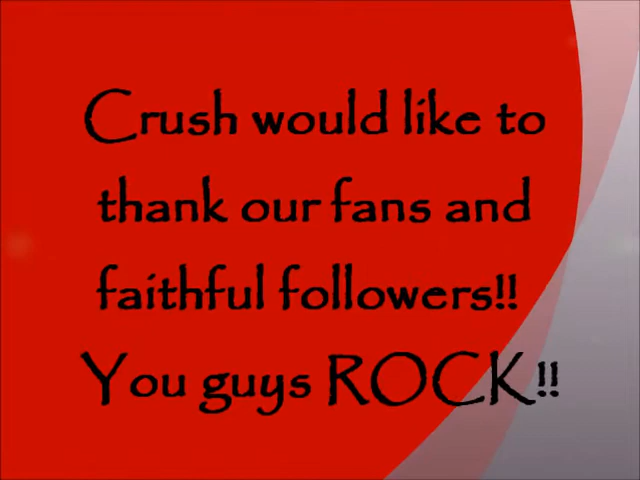 Crush would like to
thank our fans and
faithful followers!!
You guys ROCK!!